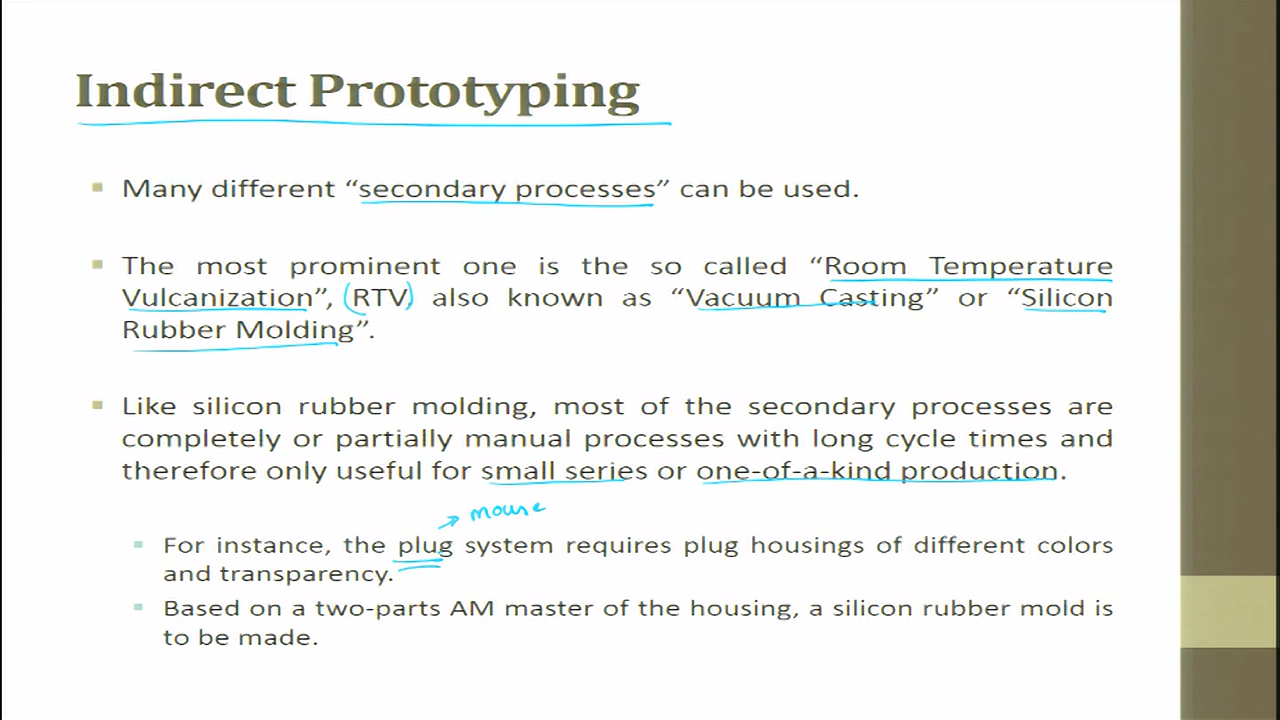 Indirect Prototyping
Many different “secondary processes” can be used.
The most prominent one is the so called “Room Temperature
Vulcanization”, (RTV) also known as “Vacuum Casting” or “Silicon
Rubber Molding”.
Like silicon rubber molding, most of the secondary processes are
completely or partially manual processes with long cycle times and
therefore only useful for small series or one-of-a-kind production.
mouse
For instance, the plug system requires plug housings of different colors
and transparency.
Based on a two-parts AM master of the housing, a silicon rubber mold is
to be made.